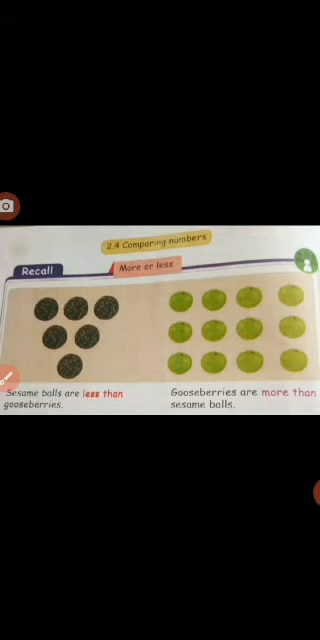 2.4 Comparing numbers
Recall
More or less
Sesame balls are less than
gooseberries.
Gooseberries are more than
sesame balls.